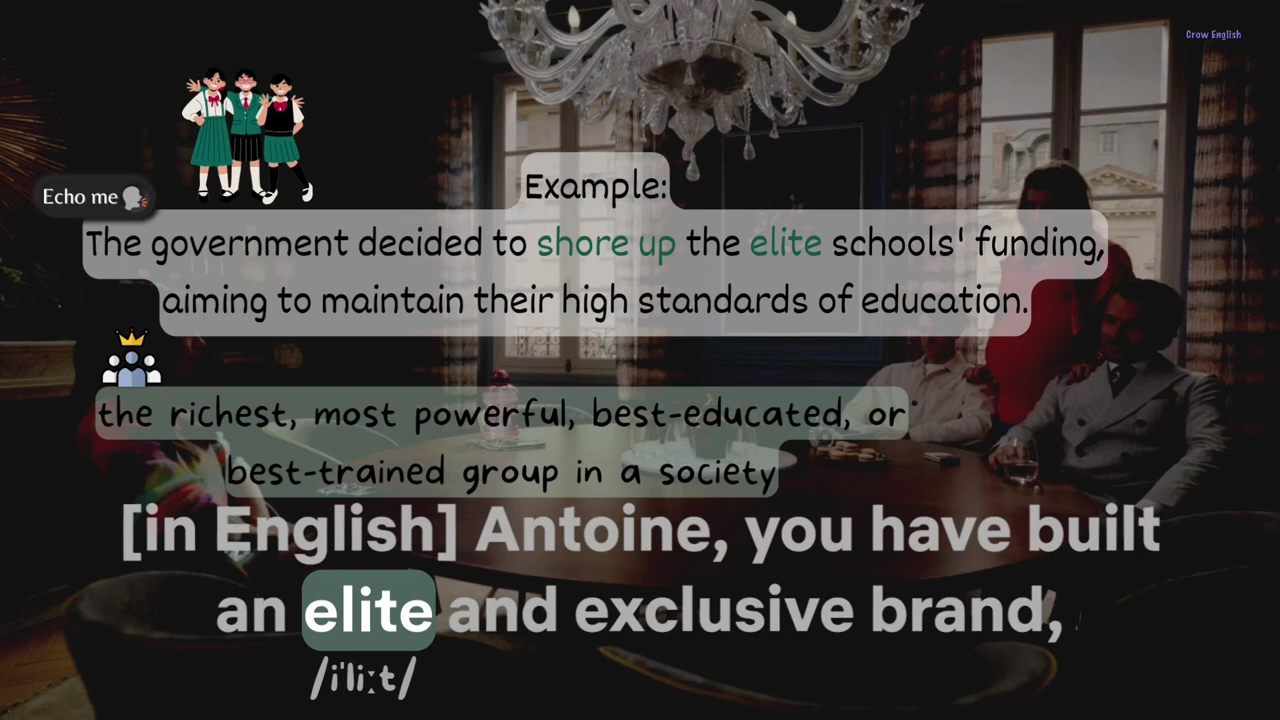 Crow English
Echo me
Example:
The government decided to shore up the elite schools' funding,
aiming to maintain their high standards of education.
the richest, most powerful, best-educated, or
best-trained group in a society
[in English] Antoine, you have built
an elite and exclusive brand,
/iˈliːt/